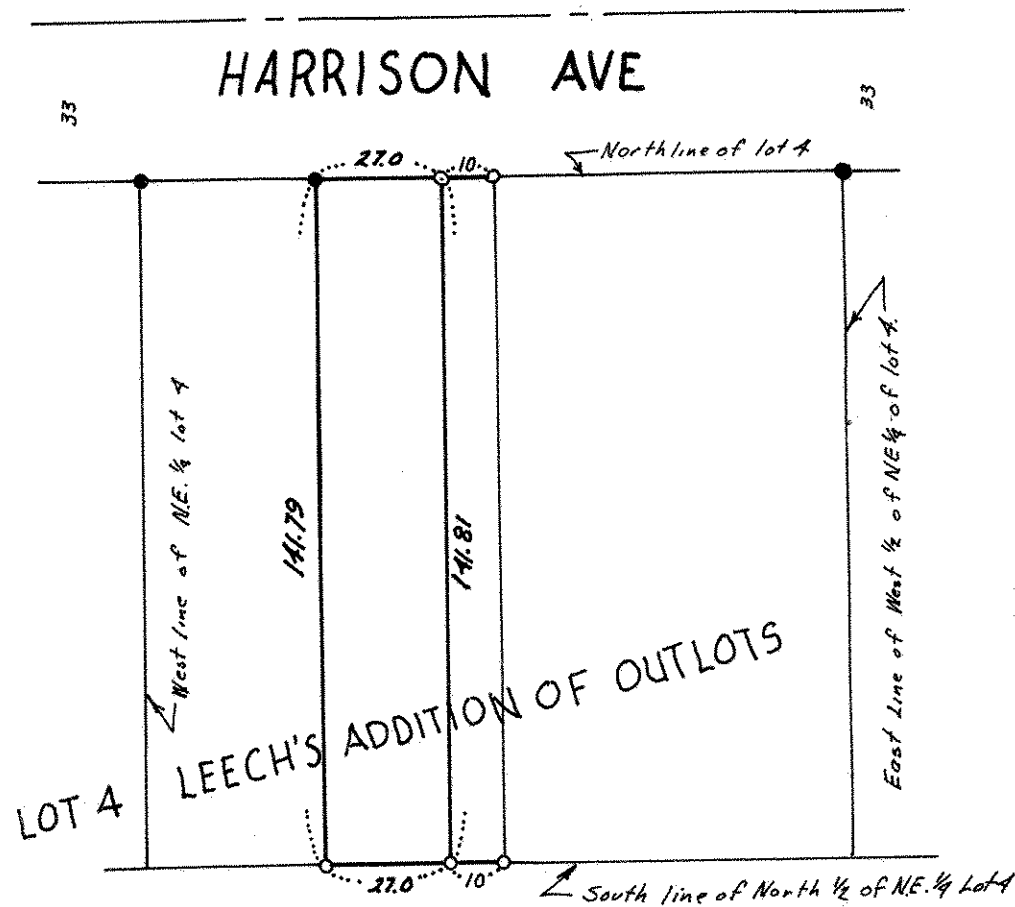 HARRISON AVE
33
33
27.0
10
North line of lot 4
West line of N.E. 1/4 lot 4
141.79
141.81
East Line of West 1/2 of NE 1/4 of lot 4.
LOT 4 LEECH'S ADDITION OF OUTLOTS
27.0
10
South line of North 1/2 of N.E. 1/4 Lot 4